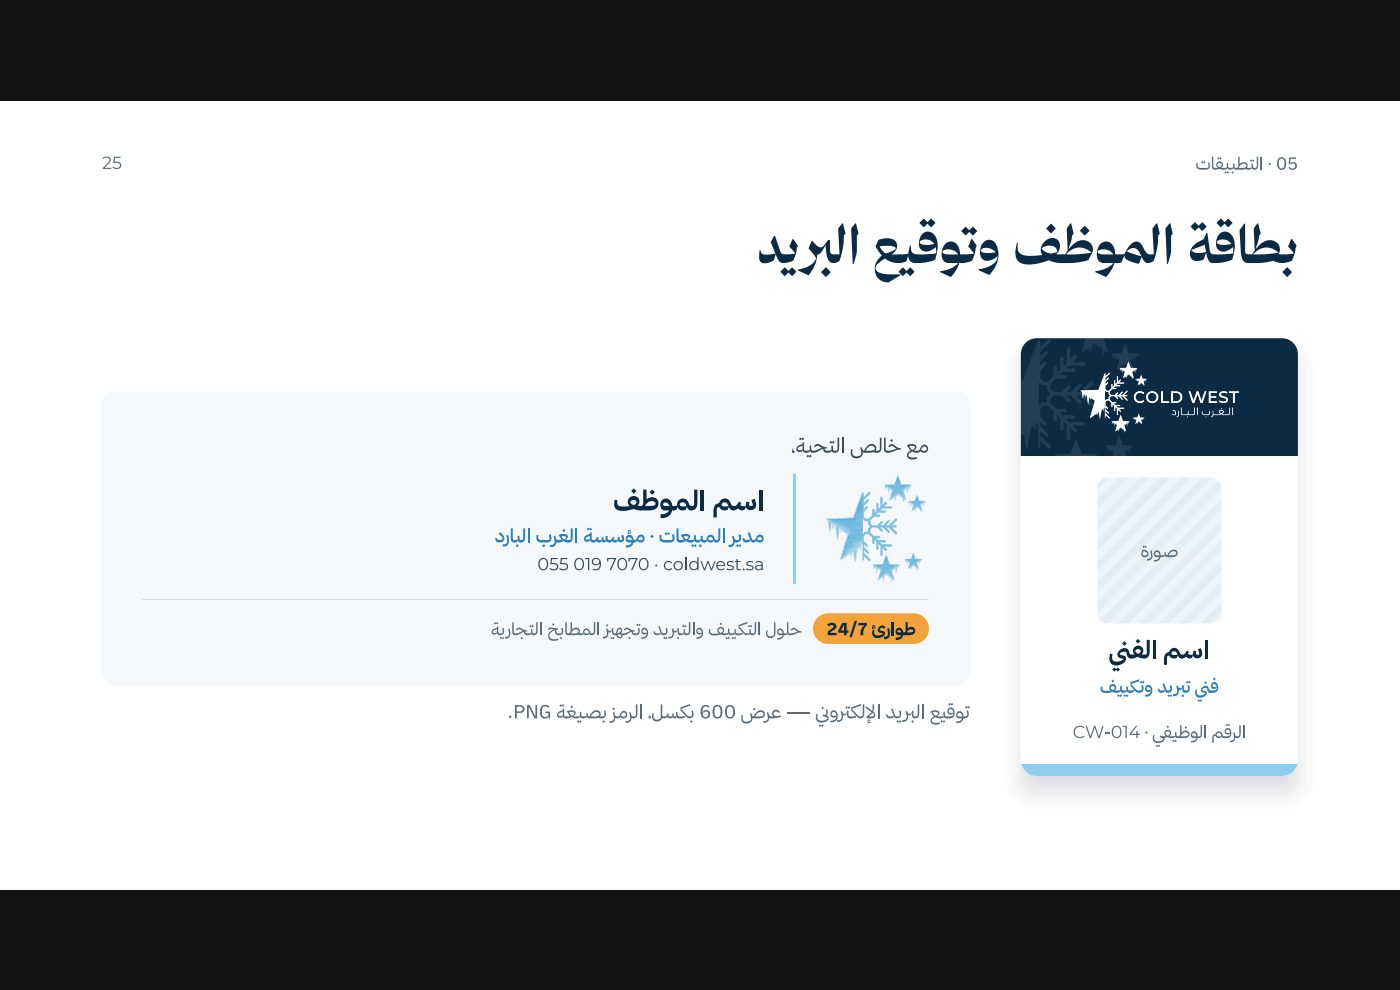 05 · التطبيقات
25
بطاقة الموظف وتوقيع البريد
COLD WEST
الغرب البارد
صورة
اسم الفني
فني تبريد وتكييف
الرقم الوظيفي · CW-014
مع خالص التحية،
اسم الموظف
مدير المبيعات · مؤسسة الغرب البارد
055 019 7070 · coldwest.sa
طوارئ 24/7
حلول التكييف والتبريد وتجهيز المطابخ التجارية
توقيع البريد الإلكتروني — عرض 600 بكسل، الرمز بصيغة PNG.